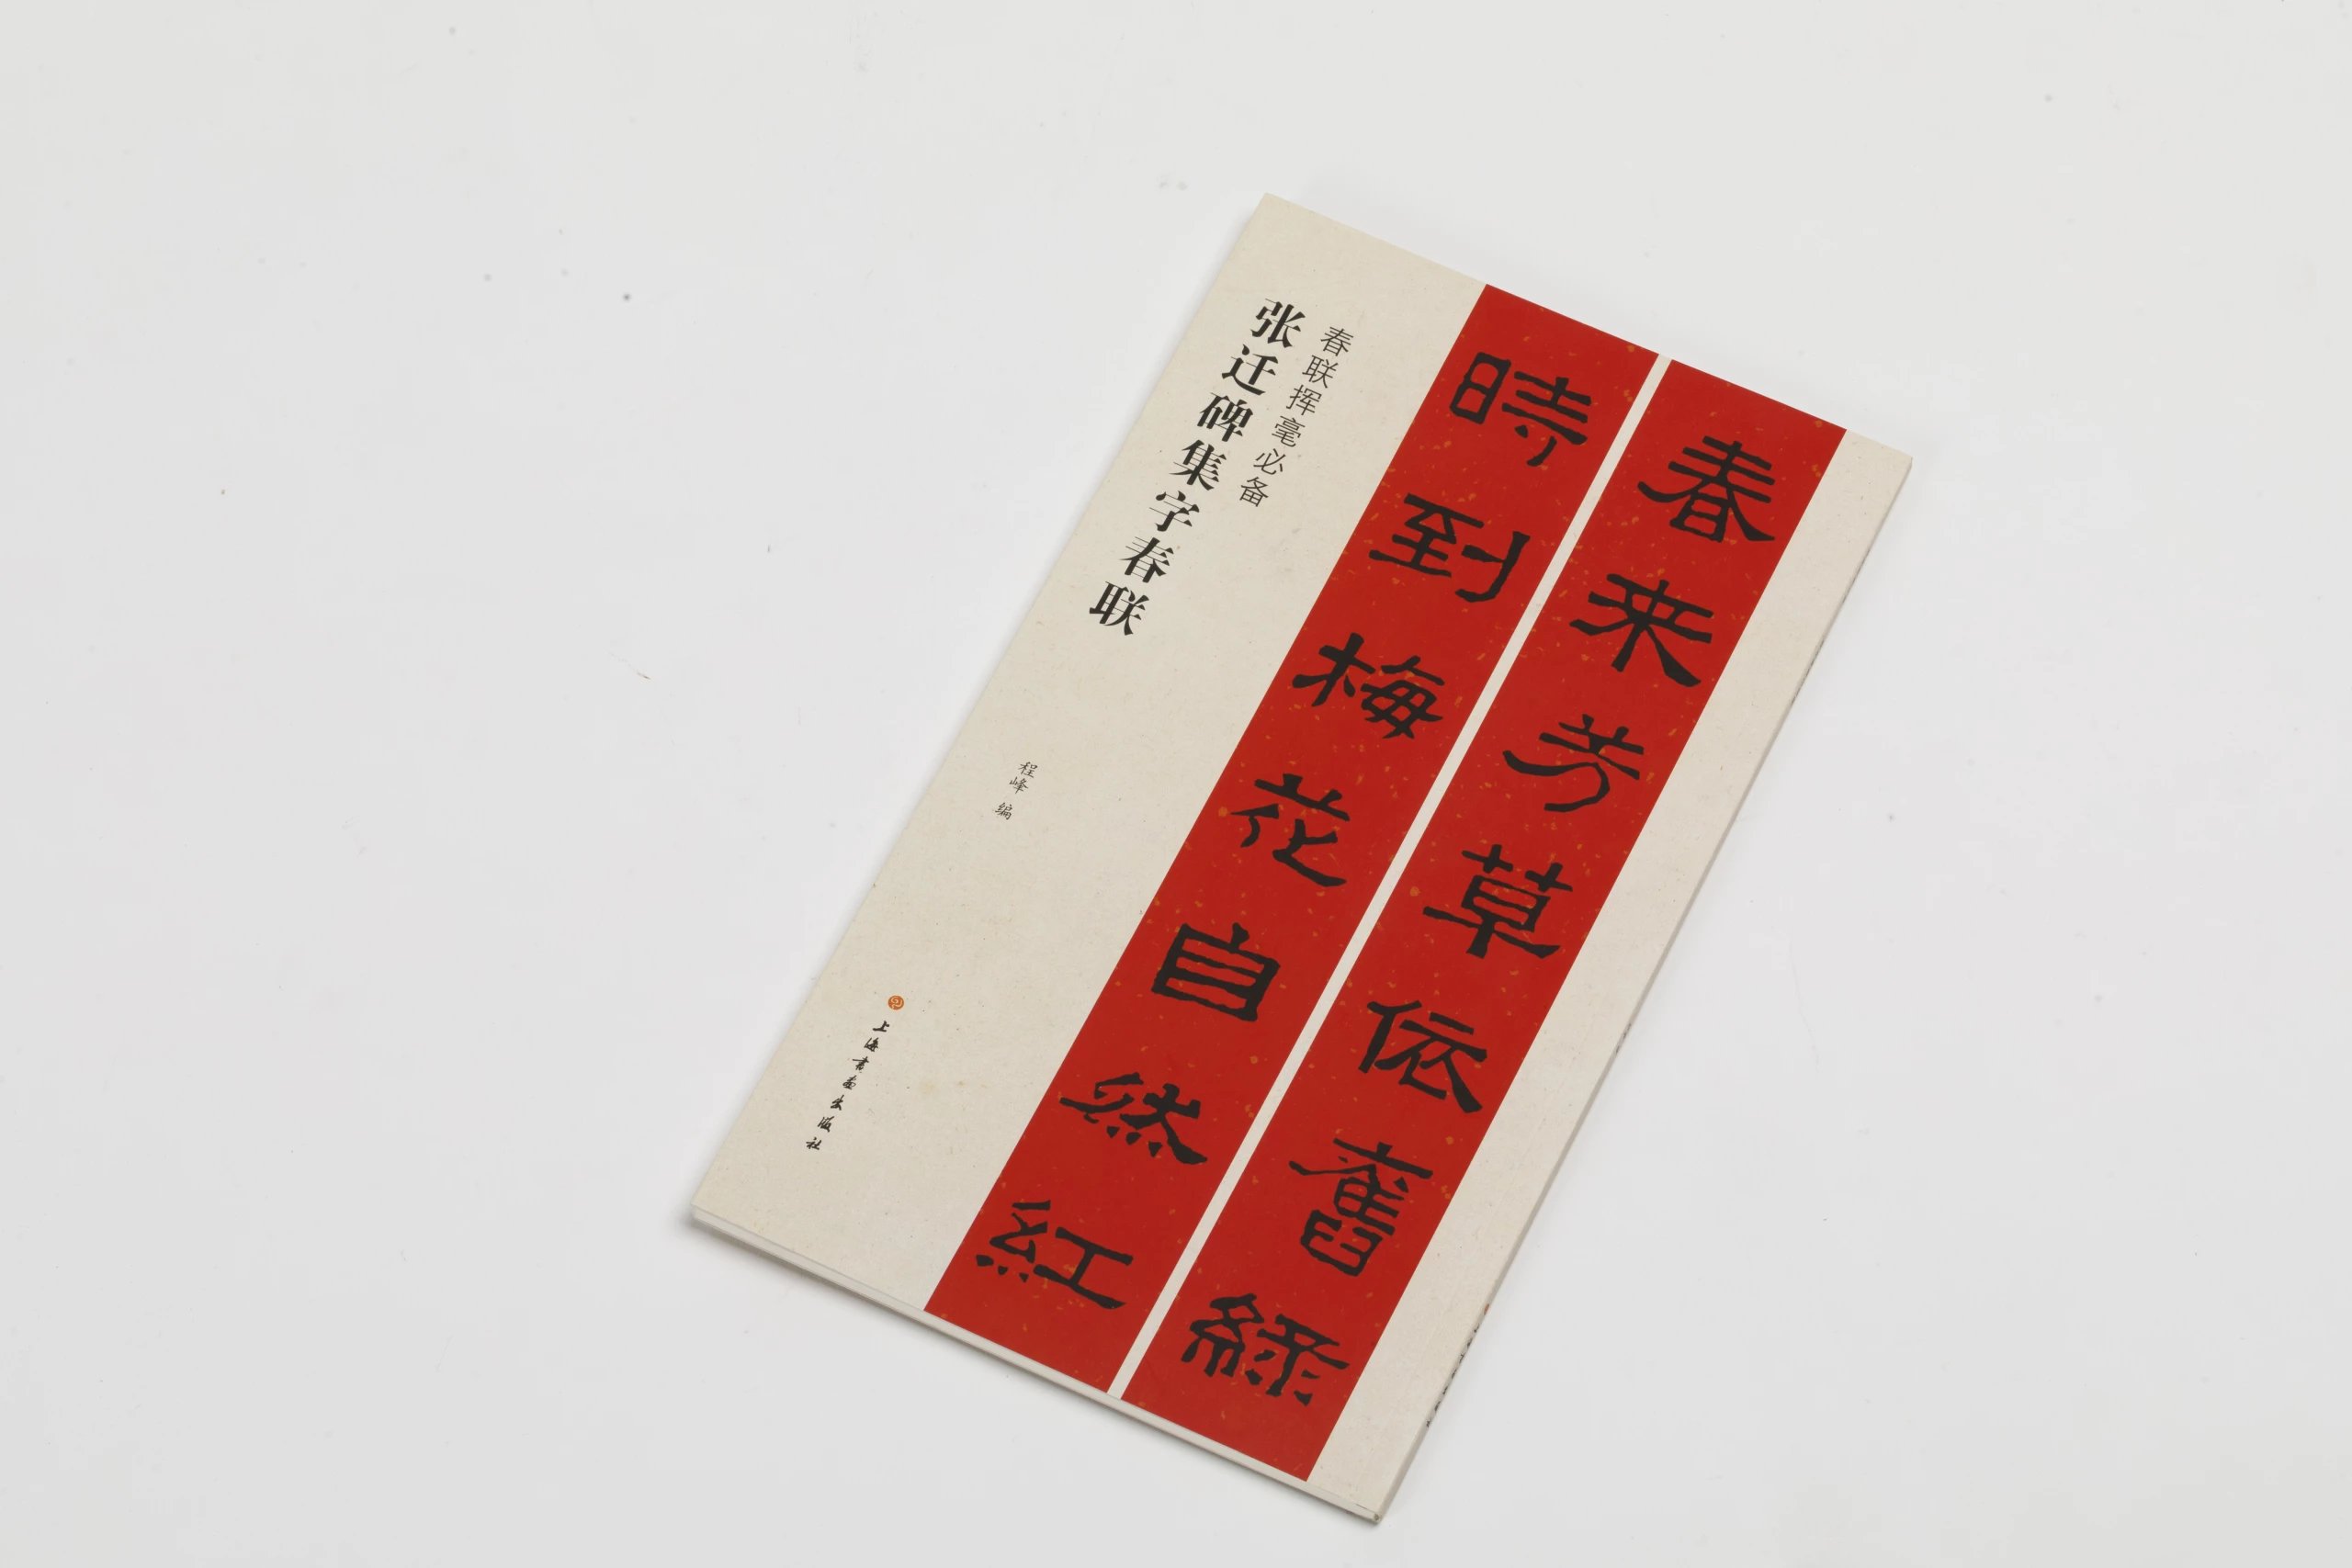 春来芳草依舊綠
時到梅花自然紅
春联挥毫必备
张迁碑集字春联
程峰 编
上海书画出版社